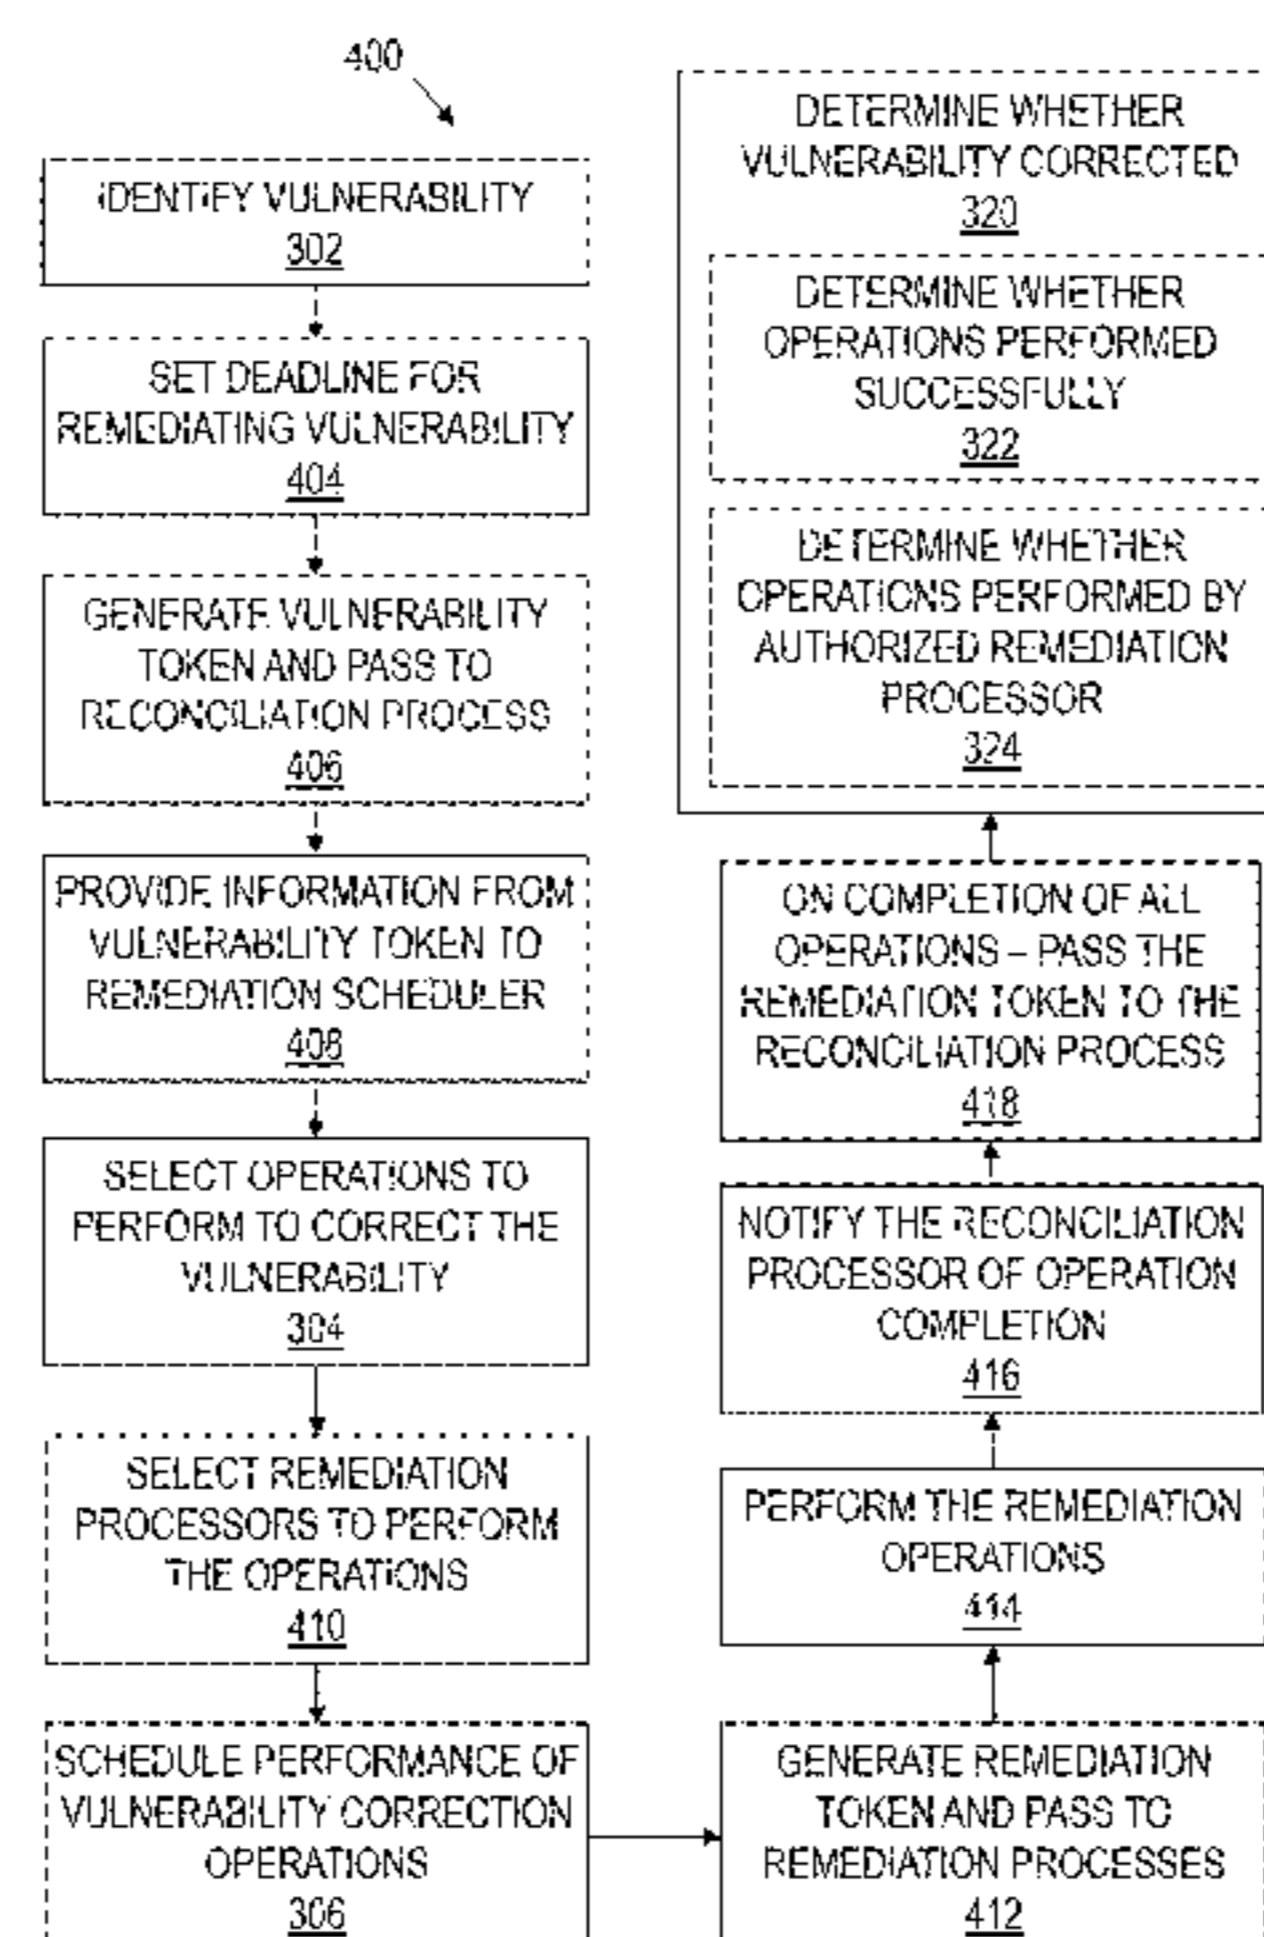 400
IDENTIFY VULNERABILITY
302
SET DEADLINE FOR
REMEDIATING VULNERABILITY
404
GENERATE VULNERABILITY
TOKEN AND PASS TO
RECONCILIATION PROCESS
406
PROVIDE INFORMATION FROM
VULNERABILITY TOKEN TO
REMEDIATION SCHEDULER
408
SELECT OPERATIONS TO
PERFORM TO CORRECT THE
VULNERABILITY
304
SELECT REMEDIATION
PROCESSORS TO PERFORM
THE OPERATIONS
410
SCHEDULE PERFORMANCE OF
VULNERABILITY CORRECTION
OPERATIONS
306
GENERATE REMEDIATION
TOKEN AND PASS TO
REMEDIATION PROCESSES
412
PERFORM THE REMEDIATION
OPERATIONS
414
NOTIFY THE RECONCILIATION
PROCESSOR OF OPERATION
COMPLETION
416
ON COMPLETION OF ALL
OPERATIONS – PASS THE
REMEDIATION TOKEN TO THE
RECONCILIATION PROCESS
418
DETERMINE WHETHER
VULNERABILITY CORRECTED
320
DETERMINE WHETHER
OPERATIONS PERFORMED
SUCCESSFULLY
322
DETERMINE WHETHER
OPERATIONS PERFORMED BY
AUTHORIZED REMEDIATION
PROCESSOR
324